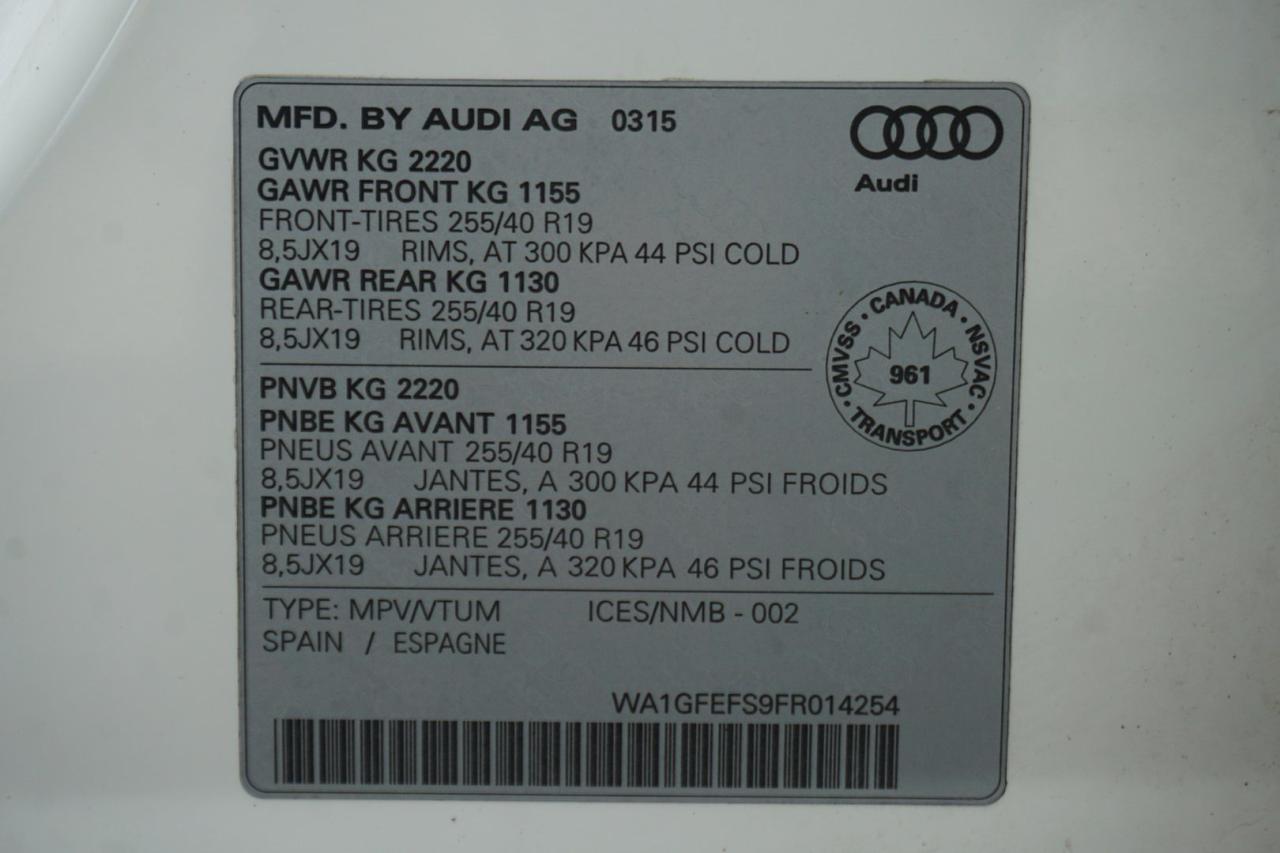 MFD. BY AUDI AG 0315
Audi
GVWR KG 2220
GAWR FRONT KG 1155
FRONT-TIRES 255/40 R19
8,5JX19 RIMS, AT 300 KPA 44 PSI COLD
GAWR REAR KG 1130
REAR-TIRES 255/40 R19
8,5JX19 RIMS, AT 320 KPA 46 PSI COLD
CMVSS • CANADA • NSVAC • TRANSPORT •
961
PNVB KG 2220
PNBE KG AVANT 1155
PNEUS AVANT 255/40 R19
8,5JX19 JANTES, A 300 KPA 44 PSI FROIDS
PNBE KG ARRIERE 1130
PNEUS ARRIERE 255/40 R19
8,5JX19 JANTES, A 320 KPA 46 PSI FROIDS
TYPE: MPV/VTUM ICES/NMB - 002
SPAIN / ESPAGNE
WA1GFEFS9FR014254